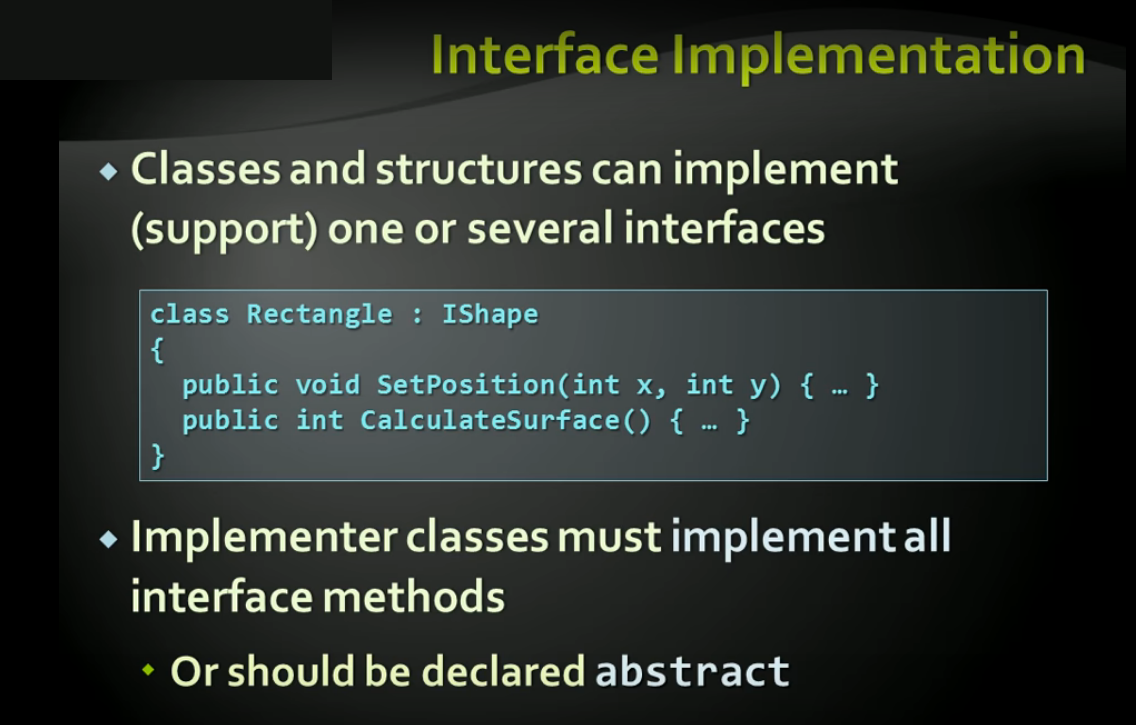 Interface Implementation
Classes and structures can implement
(support) one or several interfaces
class Rectangle : IShape
{
public void SetPosition(int x, int y) { … }
public int CalculateSurface() { … }
}
Implementer classes must implement all
interface methods
Or should be declared abstract